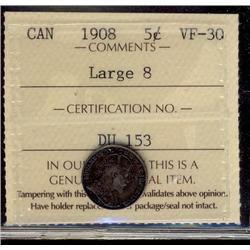 CAN 1908 5¢ VF-30
COMMENTS
Large 8
CERTIFICATION NO.
DU 153
IN OU THIS IS A
GENU AL ITEM.
Tampering with this validates above opinion.
Have holder repla package/seal not intact.